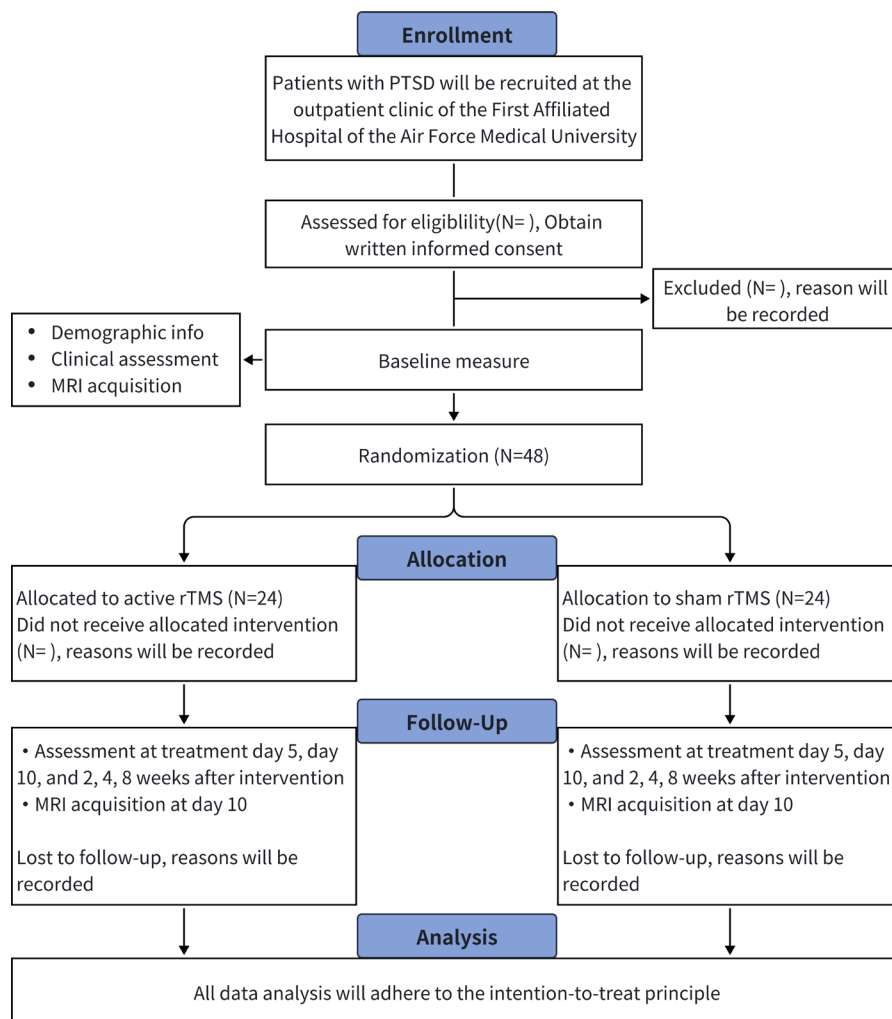 Enrollment
Patients with PTSD will be recruited at the
outpatient clinic of the First Affiliated
Hospital of the Air Force Medical University
Assessed for eligiblility(N= ), Obtain
written informed consent
Excluded (N= ), reason will
be recorded
• Demographic info
• Clinical assessment
• MRI acquisition
Baseline measure
Randomization (N=48)
Allocation
Allocated to active rTMS (N=24)
Did not receive allocated intervention
(N= ), reasons will be recorded
Allocation to sham rTMS (N=24)
Did not receive allocated intervention
(N= ), reasons will be recorded
Follow-Up
• Assessment at treatment day 5, day
10, and 2, 4, 8 weeks after intervention
• MRI acquisition at day 10
Lost to follow-up, reasons will be
recorded
• Assessment at treatment day 5, day
10, and 2, 4, 8 weeks after intervention
• MRI acquisition at day 10
Lost to follow-up, reasons will be
recorded
Analysis
All data analysis will adhere to the intention-to-treat principle